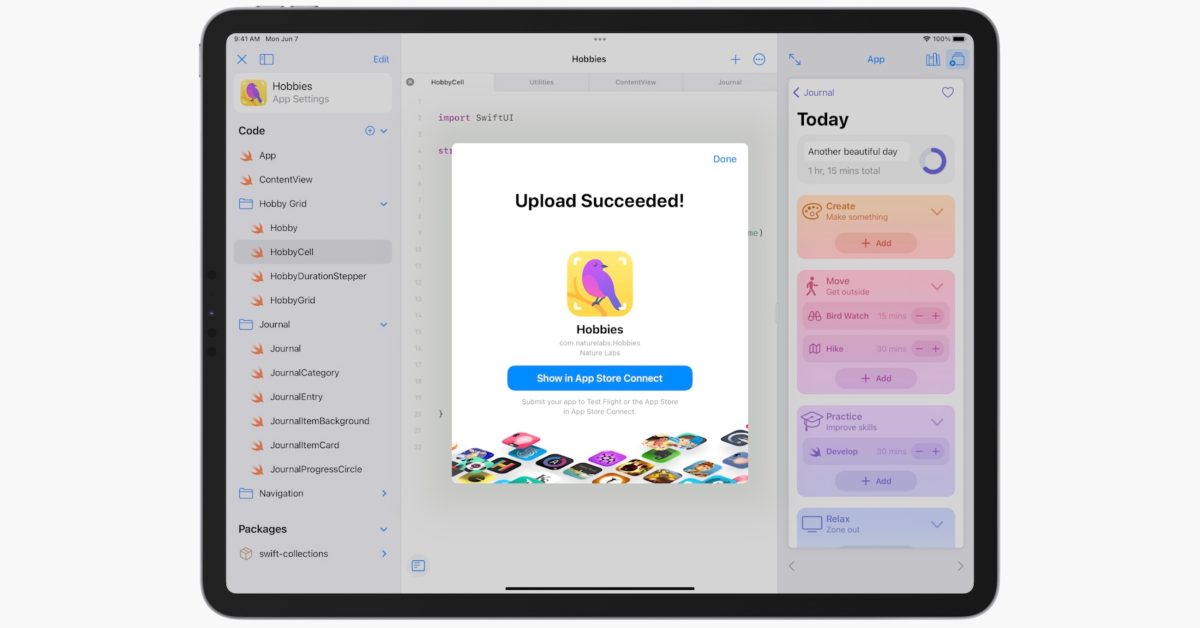 9:41 AM Mon Jun 7
100%
Edit
Hobbies
App Settings
Code
App
ContentView
Hobby Grid
Hobby
HobbyCell
HobbyDurationStepper
HobbyGrid
Journal
Journal
JournalCategory
JournalEntry
JournalItemBackground
JournalItemCard
JournalProgressCircle
Navigation
Packages
swift-collections
Hobbies
HobbyCell
Utilities
ContentView
Journal
1
2 import SwiftUI
3
4 str
5
6
7
8
9 me)
10
11
12
13
14
15
16
17
18
19
20 }
21
22
Done
Upload Succeeded!
Hobbies
com.naturelabs.Hobbies
Nature Labs
Show in App Store Connect
Submit your app to Test Flight or the App Store
in App Store Connect.
App
Journal
Today
Another beautiful day
1 hr, 15 mins total
Create
Make something
+ Add
Move
Get outside
Bird Watch 15 mins − +
Hike 30 mins − +
+ Add
Practice
Improve skills
Develop 30 mins − +
+ Add
Relax
Zone out